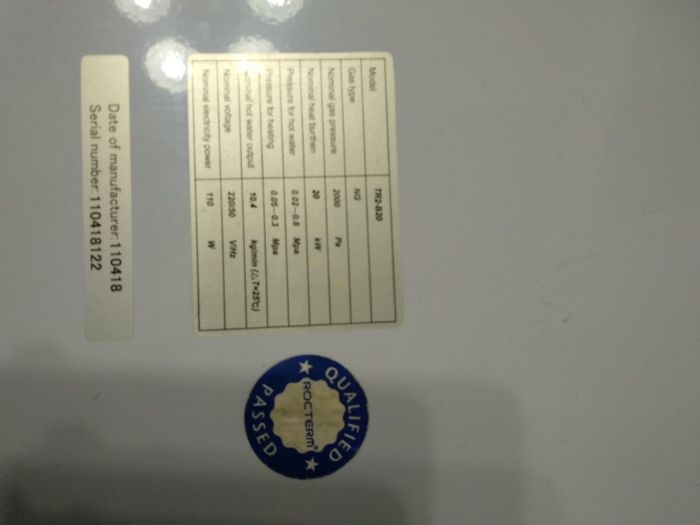 Model TR2-B20
Gas type NG
Nominal gas pressure 2000 Pa
Nominal heat burthen 20 kW
Pressure for hot water 0.02~0.8 Mpa
Pressure for heating 0.05~0.3 Mpa
Nominal hot water output 10.4 kg/min (△T=25℃)
Nominal voltage 220/50 V/Hz
Nominal electricity power 110 W
Date of manufacturer:110418
Serial number:110418122
QUALIFIED
ROCTERM®
PASSED